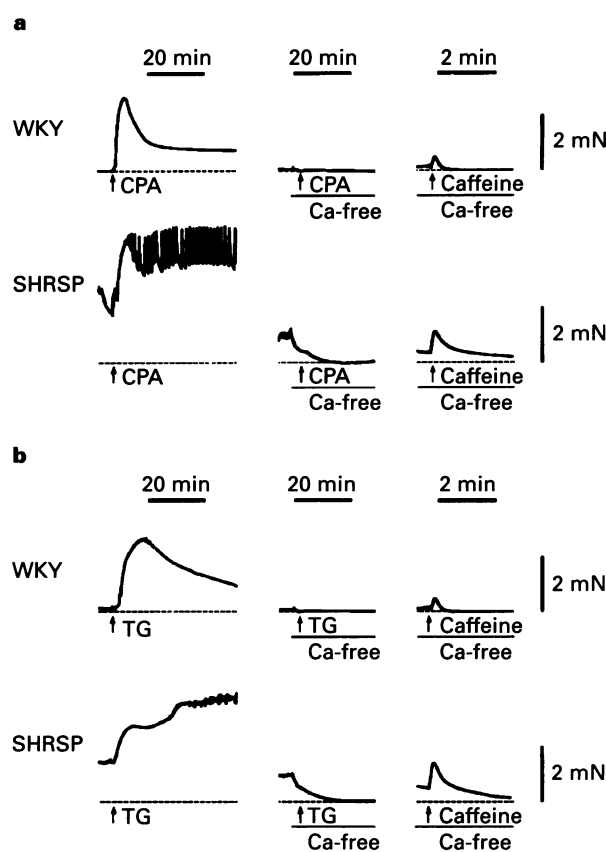 a
20 min 20 min 2 min
WKY
2 mN
CPA CPA Caffeine
Ca-free Ca-free
SHRSP
2 mN
CPA CPA Caffeine
Ca-free Ca-free
b
20 min 20 min 2 min
WKY
2 mN
TG TG Caffeine
Ca-free Ca-free
SHRSP
2 mN
TG TG Caffeine
Ca-free Ca-free